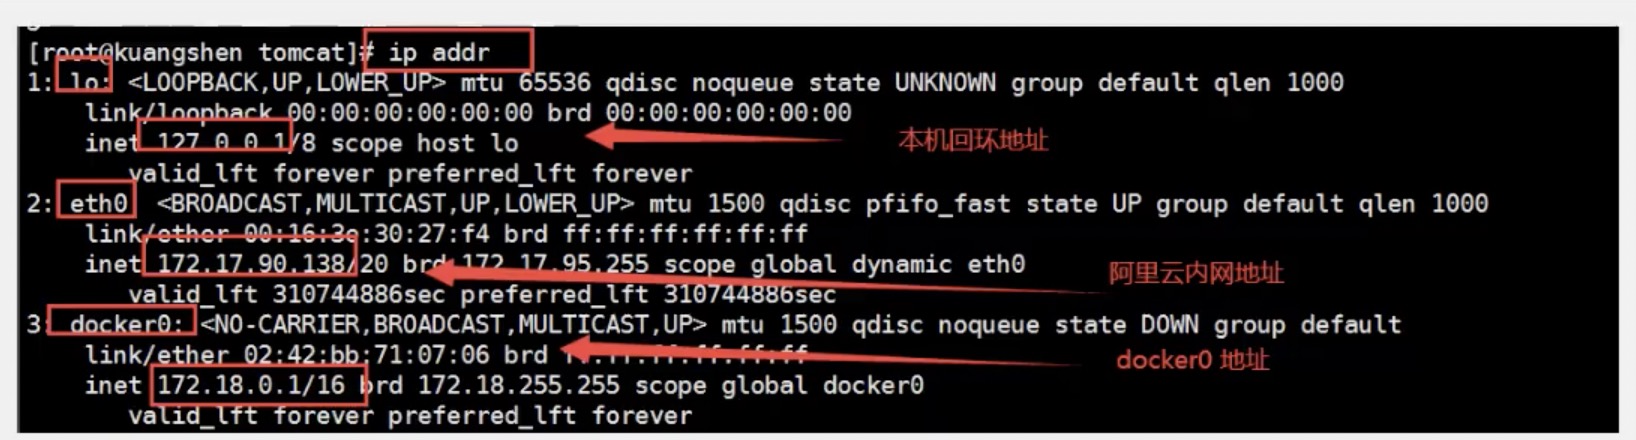 [root@kuangshen tomcat]# ip addr
1: lo: <LOOPBACK,UP,LOWER_UP> mtu 65536 qdisc noqueue state UNKNOWN group default qlen 1000
link/loopback 00:00:00:00:00:00 brd 00:00:00:00:00:00
inet 127.0.0.1/8 scope host lo
本机回环地址
valid_lft forever preferred_lft forever
2: eth0: <BROADCAST,MULTICAST,UP,LOWER_UP> mtu 1500 qdisc pfifo_fast state UP group default qlen 1000
link/ether 00:16:3e:30:27:f4 brd ff:ff:ff:ff:ff:ff
inet 172.17.90.138/20 brd 172.17.95.255 scope global dynamic eth0
阿里云内网地址
valid_lft 310744886sec preferred_lft 310744886sec
3: docker0: <NO-CARRIER,BROADCAST,MULTICAST,UP> mtu 1500 qdisc noqueue state DOWN group default
link/ether 02:42:bb:71:07:06 brd ff:ff:ff:ff:ff:ff
docker0 地址
inet 172.18.0.1/16 brd 172.18.255.255 scope global docker0
valid_lft forever preferred_lft forever